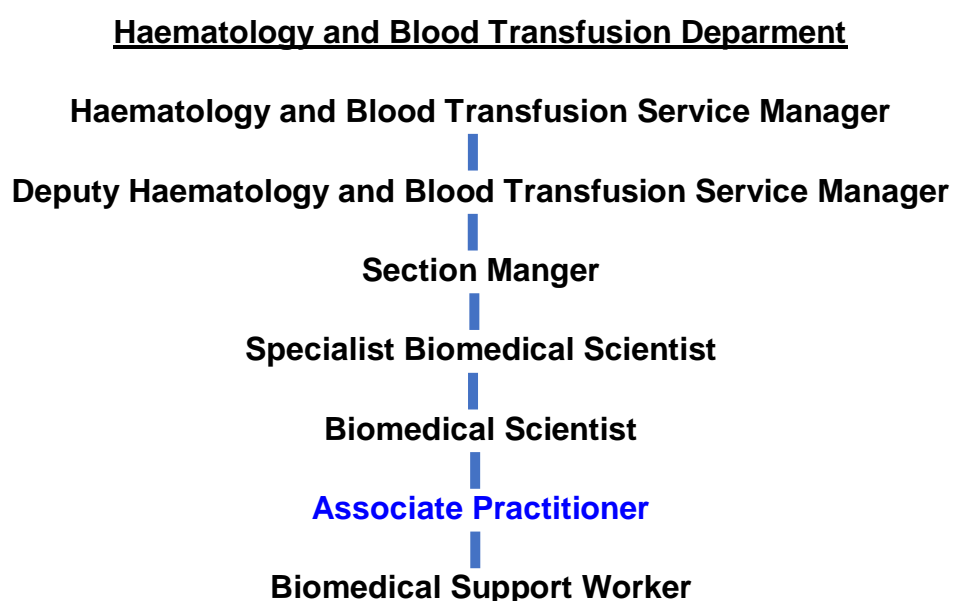 Haematology and Blood Transfusion Deparment
Haematology and Blood Transfusion Service Manager
Deputy Haematology and Blood Transfusion Service Manager
Section Manger
Specialist Biomedical Scientist
Biomedical Scientist
Associate Practitioner
Biomedical Support Worker